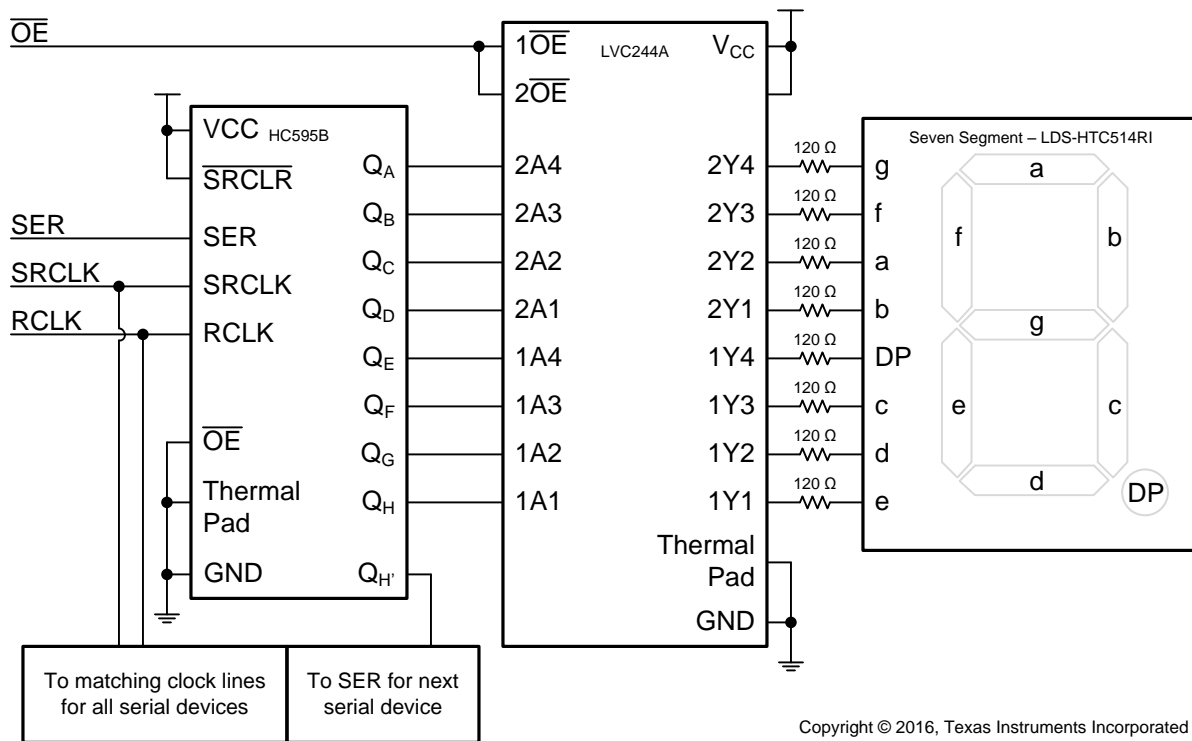 OE
1OE LVC244A VCC
2OE
VCC HC595B
SRCLR
SER
SER
SRCLK
SRCLK
RCLK
RCLK
OE
Thermal
Pad
GND
QA
QB
QC
QD
QE
QF
QG
QH
QH'
2A4
2A3
2A2
2A1
1A4
1A3
1A2
1A1
2Y4
2Y3
2Y2
2Y1
1Y4
1Y3
1Y2
1Y1
Thermal
Pad
GND
120 Ω
120 Ω
120 Ω
120 Ω
120 Ω
120 Ω
120 Ω
120 Ω
Seven Segment – LDS-HTC514RI
g
f
a
b
DP
c
d
e
a
f
b
g
e
c
d
DP
To matching clock lines
for all serial devices
To SER for next
serial device
Copyright © 2016, Texas Instruments Incorporated